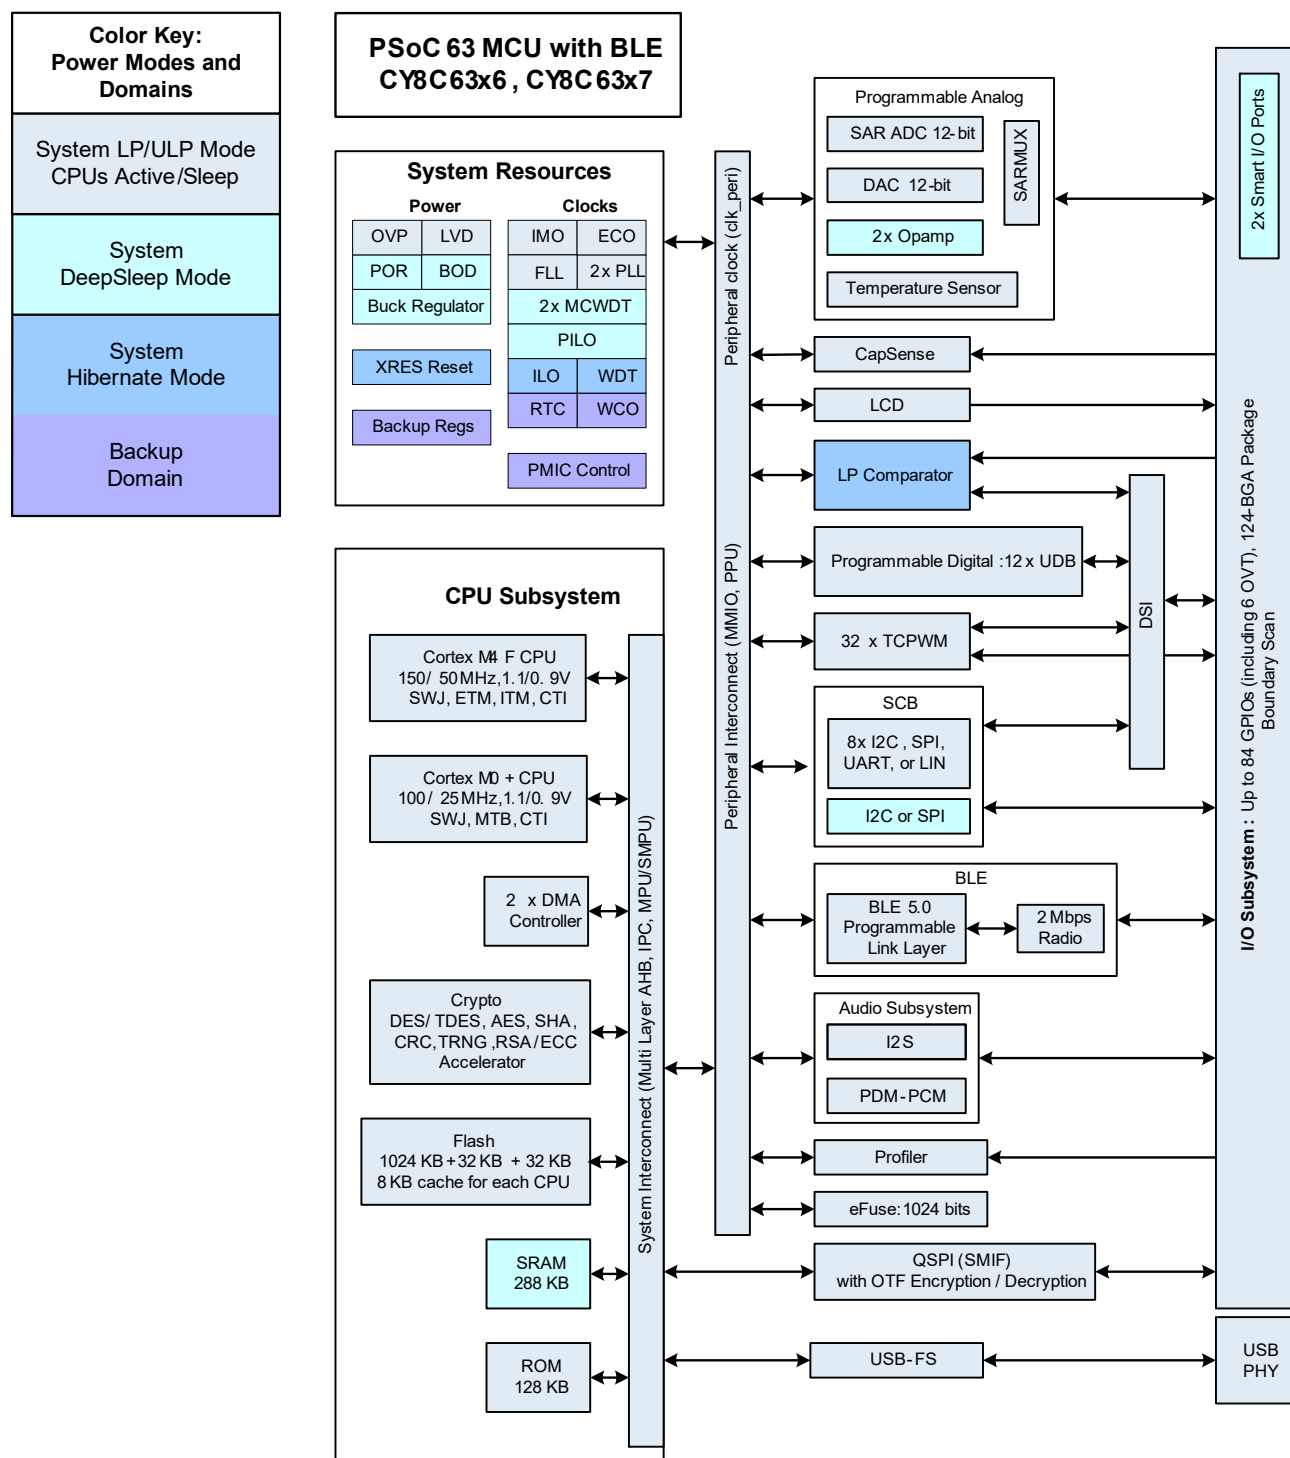 Color Key:
Power Modes and
Domains
System LP/ULP Mode
CPUs Active/Sleep
System
DeepSleep Mode
System
Hibernate Mode
Backup
Domain
PSoC 63 MCU with BLE
CY8C63x6 , CY8C63x7
System Resources
Power
Clocks
OVP
LVD
POR
BOD
Buck Regulator
XRES Reset
Backup Regs
IMO
ECO
FLL
2x PLL
2x MCWDT
PILO
ILO
WDT
RTC
WCO
PMIC Control
CPU Subsystem
Cortex M4 F CPU
150/ 50MHz,1.1/0. 9V
SWJ, ETM, ITM, CTI
Cortex M0 + CPU
100/ 25MHz,1.1/0. 9V
SWJ, MTB, CTI
2 x DMA
Controller
Crypto
DES/ TDES, AES, SHA,
CRC,TRNG ,RSA/ECC
Accelerator
Flash
1024 KB+32 KB + 32 KB
8 KB cache for each CPU
SRAM
288 KB
ROM
128 KB
System Interconnect (Multi Layer AHB, IPC, MPU/SMPU)
Peripheral clock (clk_peri)
Peripheral Interconnect (MMIO, PPU)
Programmable Analog
SAR ADC 12-bit
DAC 12-bit
2x Opamp
Temperature Sensor
SARMUX
CapSense
LCD
LP Comparator
Programmable Digital :12x UDB
32 x TCPWM
DSI
SCB
8x I2C , SPI,
UART, or LIN
I2C or SPI
BLE
BLE 5.0
Programmable
Link Layer
2 Mbps
Radio
Audio Subsystem
I2S
PDM-PCM
Profiler
eFuse:1024 bits
QSPI (SMIF)
with OTF Encryption / Decryption
USB-FS
2x Smart I/O Ports
I/O Subsystem : Up to 84 GPIOs (including 6 OVT), 124-BGA Package
Boundary Scan
USB
PHY